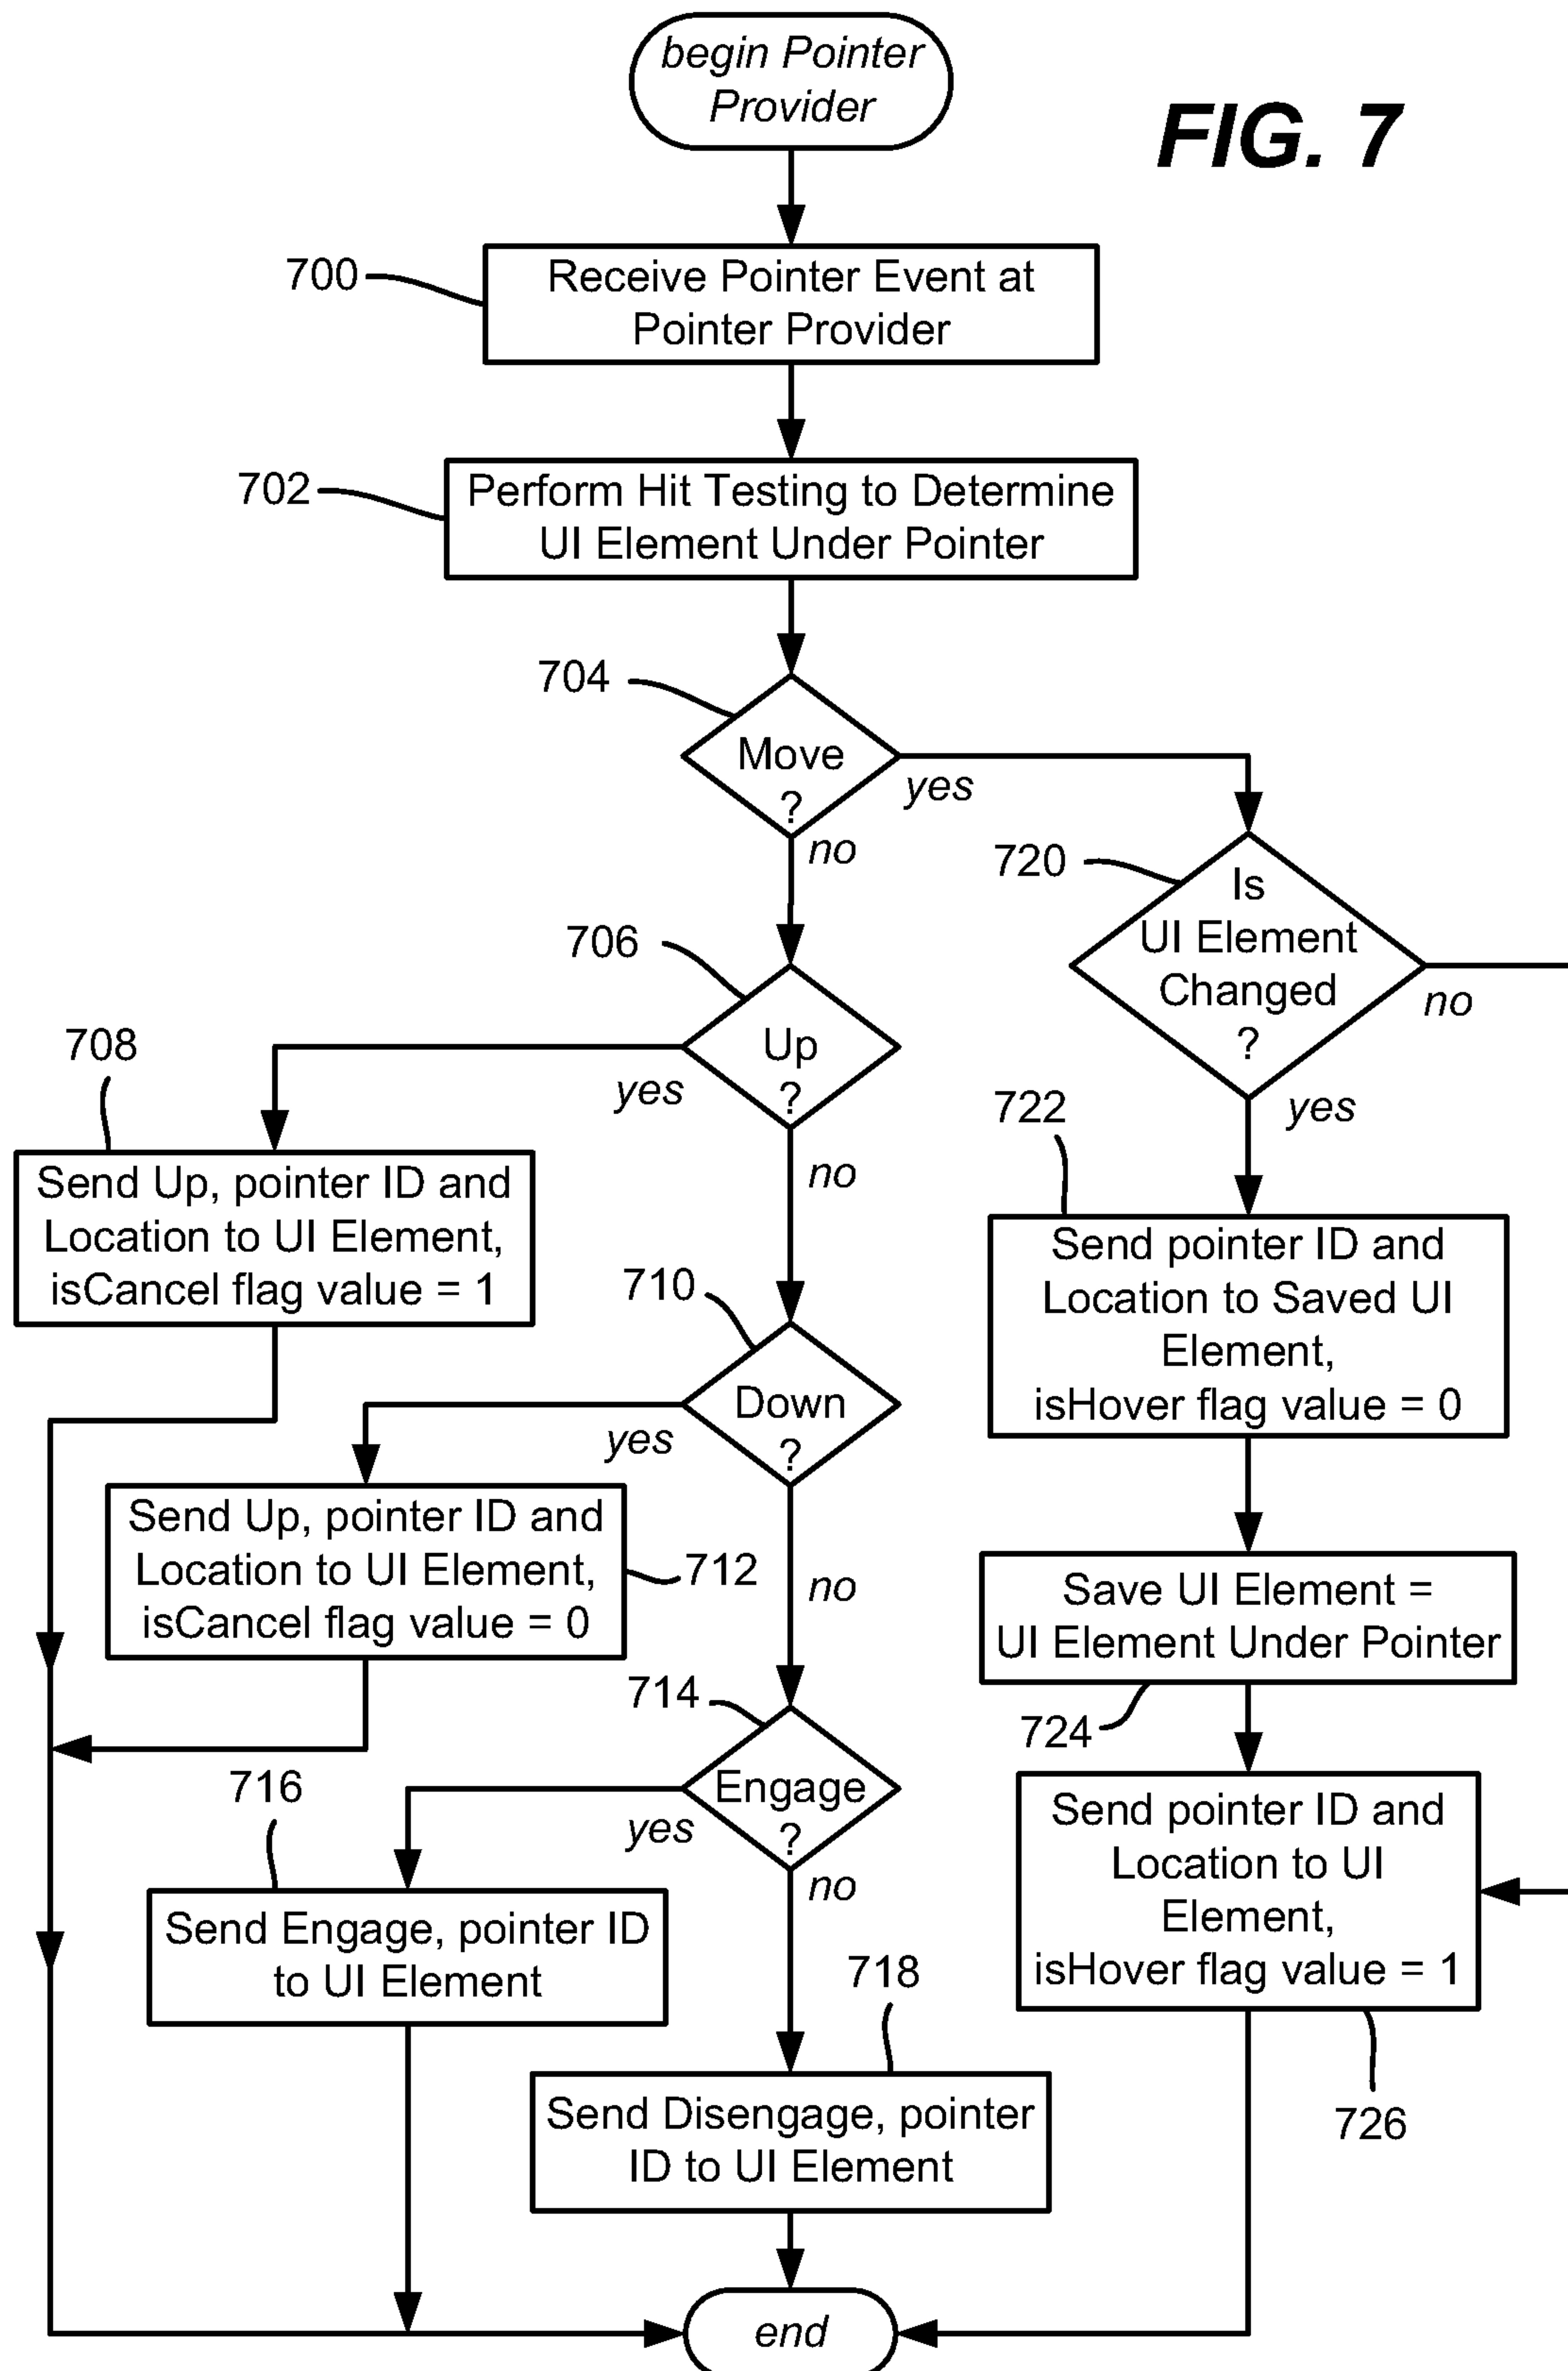 begin Pointer
Provider
FIG. 7
700
Receive Pointer Event at
Pointer Provider
702
Perform Hit Testing to Determine
UI Element Under Pointer
704
Move
?
yes
no
720
Is
UI Element
Changed
?
no
yes
706
Up
?
yes
no
708
Send Up, pointer ID and
Location to UI Element,
isCancel flag value = 1
722
Send pointer ID and
Location to Saved UI
Element,
isHover flag value = 0
710
Down
?
yes
no
Send Up, pointer ID and
Location to UI Element,
isCancel flag value = 0
712
Save UI Element =
UI Element Under Pointer
724
714
Engage
?
yes
no
716
Send Engage, pointer ID
to UI Element
Send pointer ID and
Location to UI
Element,
isHover flag value = 1
726
718
Send Disengage, pointer
ID to UI Element
end